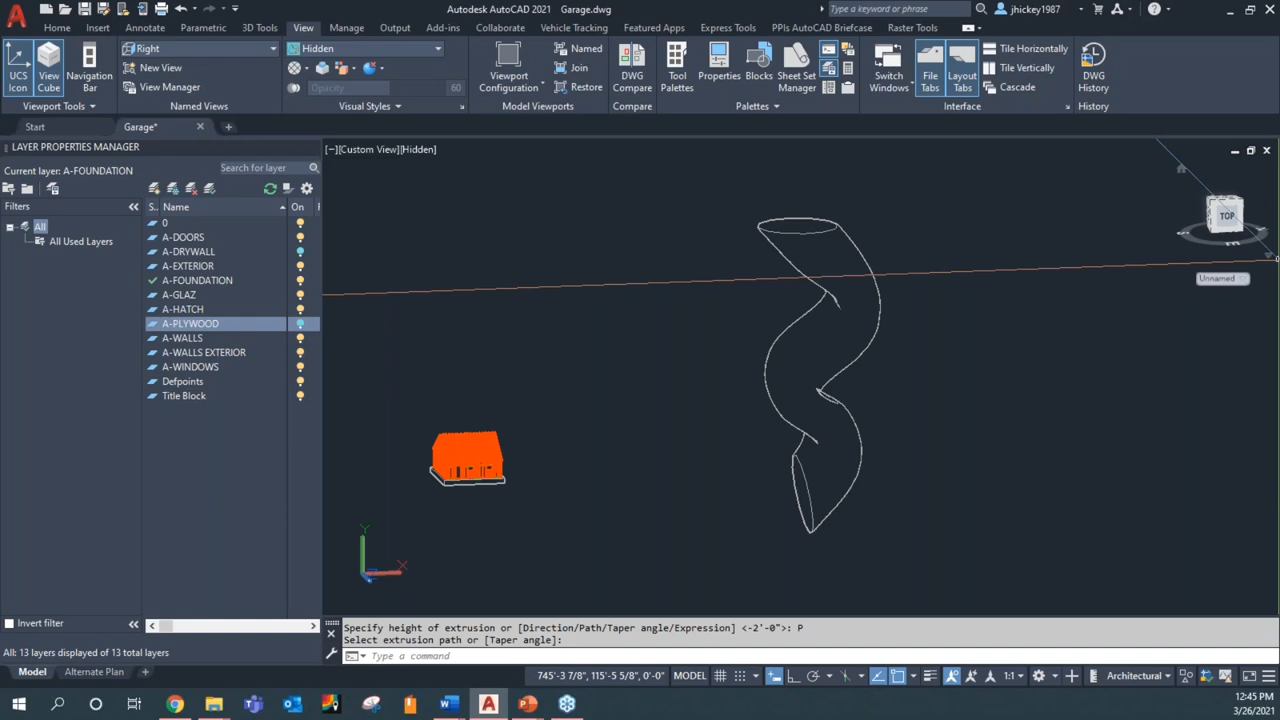 Autodesk AutoCAD 2021 Garage.dwg
Type a keyword or phrase
jhickey1987
Home Insert Annotate Parametric 3D Tools View Manage Output Add-ins Collaborate Vehicle Tracking Featured Apps Express Tools PPIs AutoCAD Briefcase Raster Tools
UCS Icon
View Cube
Navigation Bar
Right
New View
View Manager
Hidden
Opacity 60
Viewport Configuration
Named
Join
Restore
DWG Compare
Tool Palettes
Properties
Blocks
Sheet Set Manager
Switch Windows
File Tabs
Layout Tabs
Tile Horizontally
Tile Vertically
Cascade
DWG History
Viewport Tools Named Views Visual Styles Model Viewports Compare Palettes Interface History
Start Garage*
LAYER PROPERTIES MANAGER
Current layer: A-FOUNDATION
Search for layer
Filters
All
All Used Layers
S.. Name On F
0
A-DOORS
A-DRYWALL
A-EXTERIOR
A-FOUNDATION
A-GLAZ
A-HATCH
A-PLYWOOD
A-WALLS
A-WALLS EXTERIOR
A-WINDOWS
Defpoints
Title Block
Invert filter
All: 13 layers displayed of 13 total layers
[−][Custom View][Hidden]
TOP
Unnamed
Y
X
Specify height of extrusion or [Direction/Path/Taper angle/Expression] <-2'-0">: P
Select extrusion path or [Taper angle]:
Type a command
Model Alternate Plan
745'-3 7/8", 115'-5 5/8", 0'-0" MODEL 1:1 Architectural
12:45 PM
3/26/2021